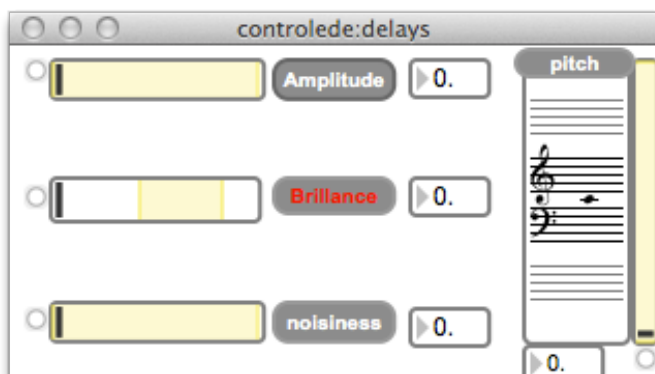 controlede:delays
Amplitude
0.
pitch
Brillance
0.
noisiness
0.
0.